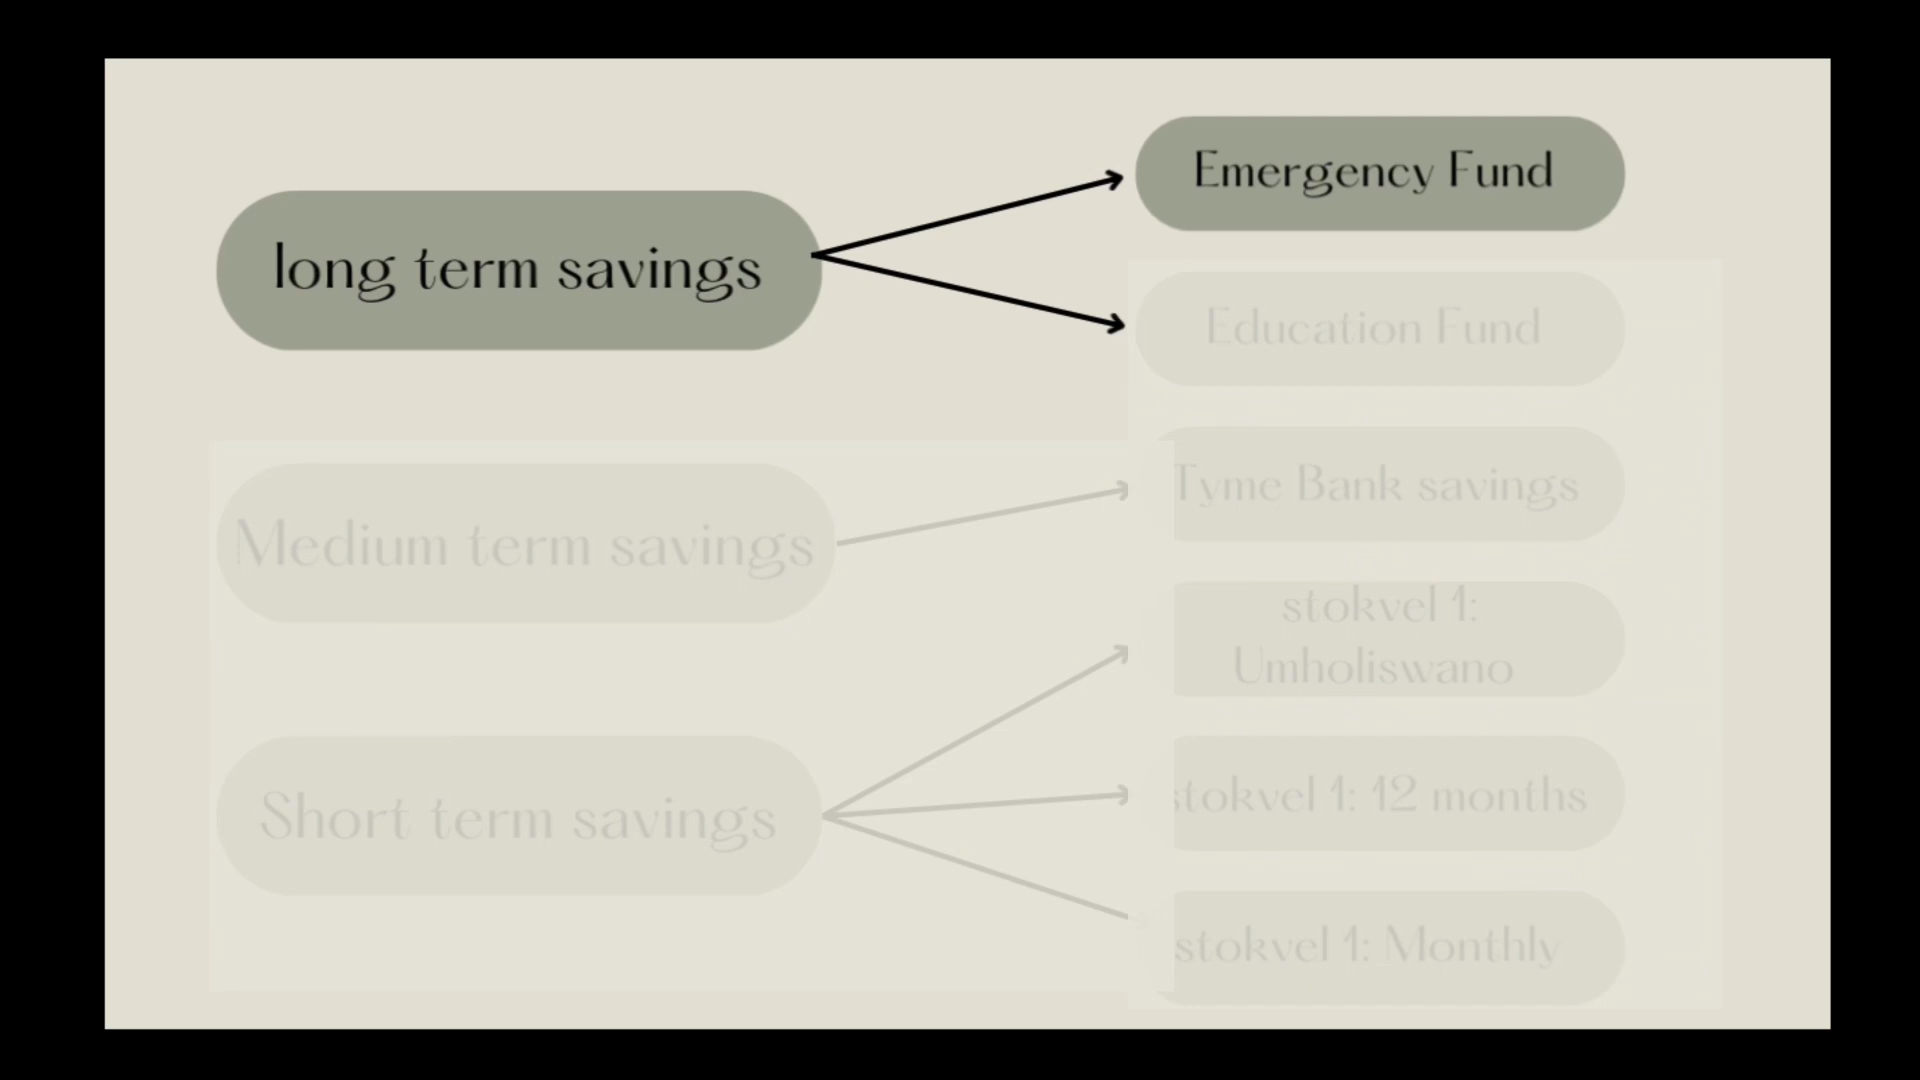 long term savings
Emergency Fund
Education Fund
Medium term savings
Tyme Bank savings
Short term savings
stokvel 1:
Umholiswano
stokvel 1: 12 months
stokvel 1: Monthly